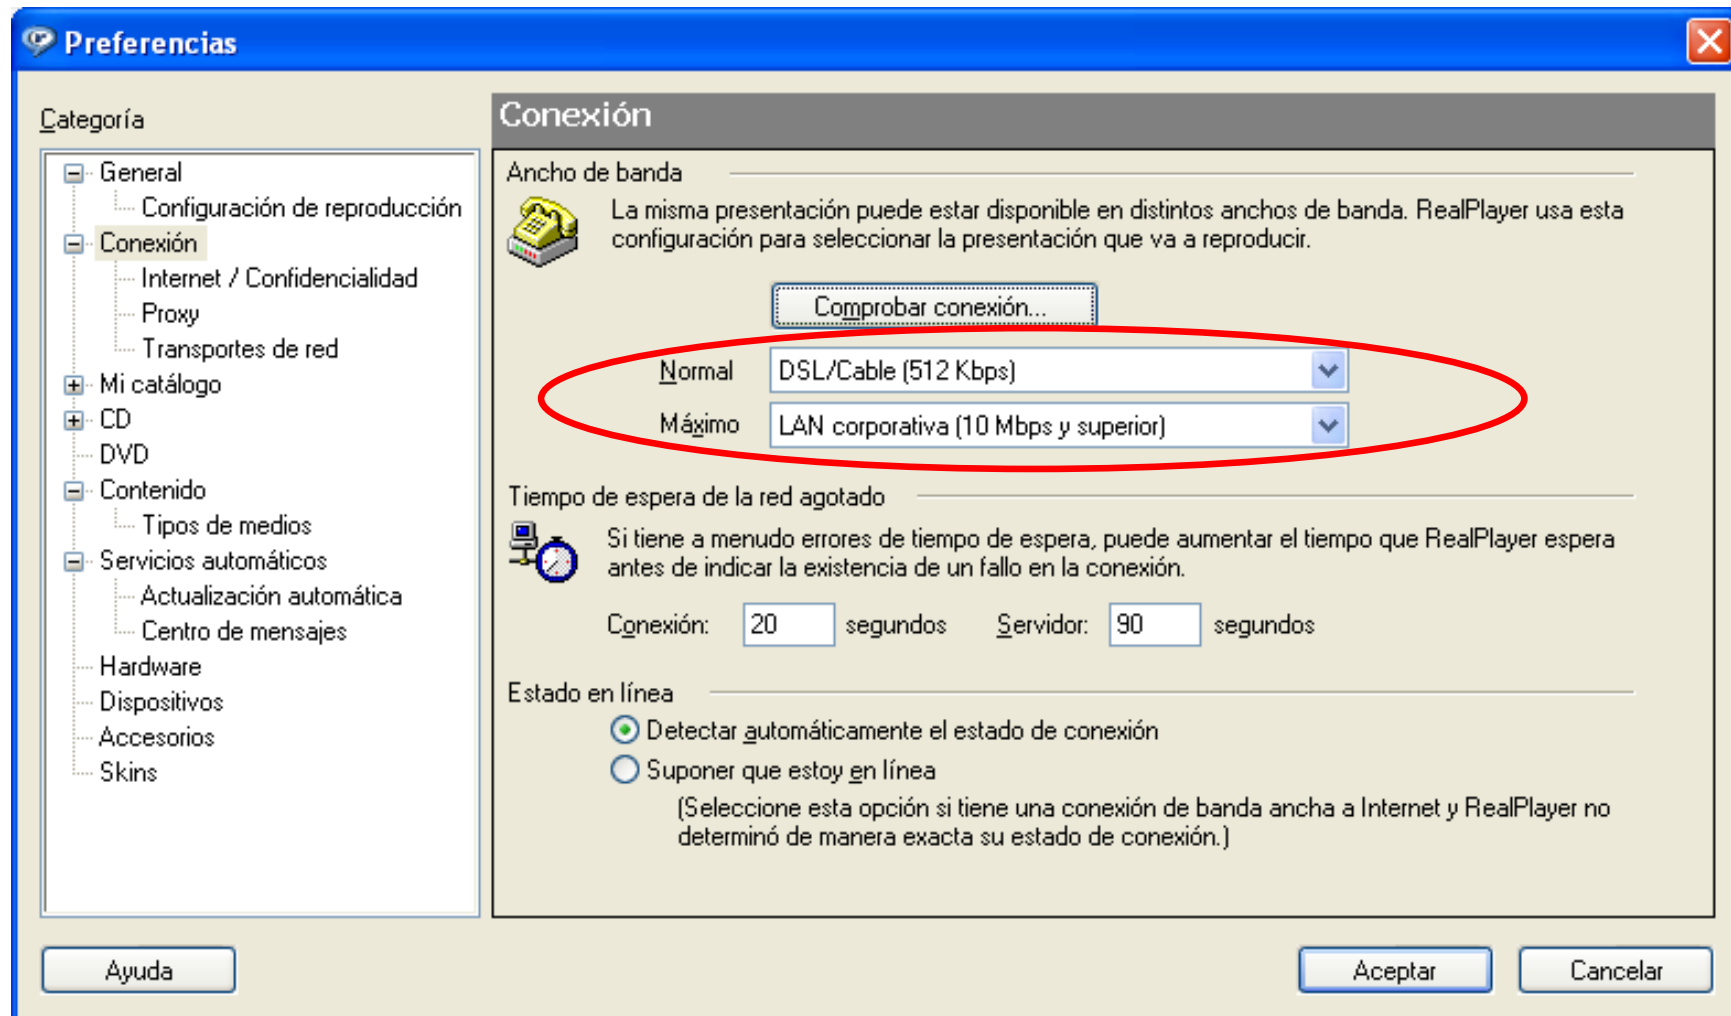 Preferencias
Categoría
General
Configuración de reproducción
Conexión
Internet / Confidencialidad
Proxy
Transportes de red
Mi catálogo
CD
DVD
Contenido
Tipos de medios
Servicios automáticos
Actualización automática
Centro de mensajes
Hardware
Dispositivos
Accesorios
Skins
Conexión
Ancho de banda
La misma presentación puede estar disponible en distintos anchos de banda. RealPlayer usa esta
configuración para seleccionar la presentación que va a reproducir.
Comprobar conexión...
Normal DSL/Cable (512 Kbps)
Máximo LAN corporativa (10 Mbps y superior)
Tiempo de espera de la red agotado
Si tiene a menudo errores de tiempo de espera, puede aumentar el tiempo que RealPlayer espera
antes de indicar la existencia de un fallo en la conexión.
Conexión: 20 segundos Servidor: 90 segundos
Estado en línea
Detectar automáticamente el estado de conexión
Suponer que estoy en línea
(Seleccione esta opción si tiene una conexión de banda ancha a Internet y RealPlayer no
determinó de manera exacta su estado de conexión.)
Ayuda Aceptar Cancelar